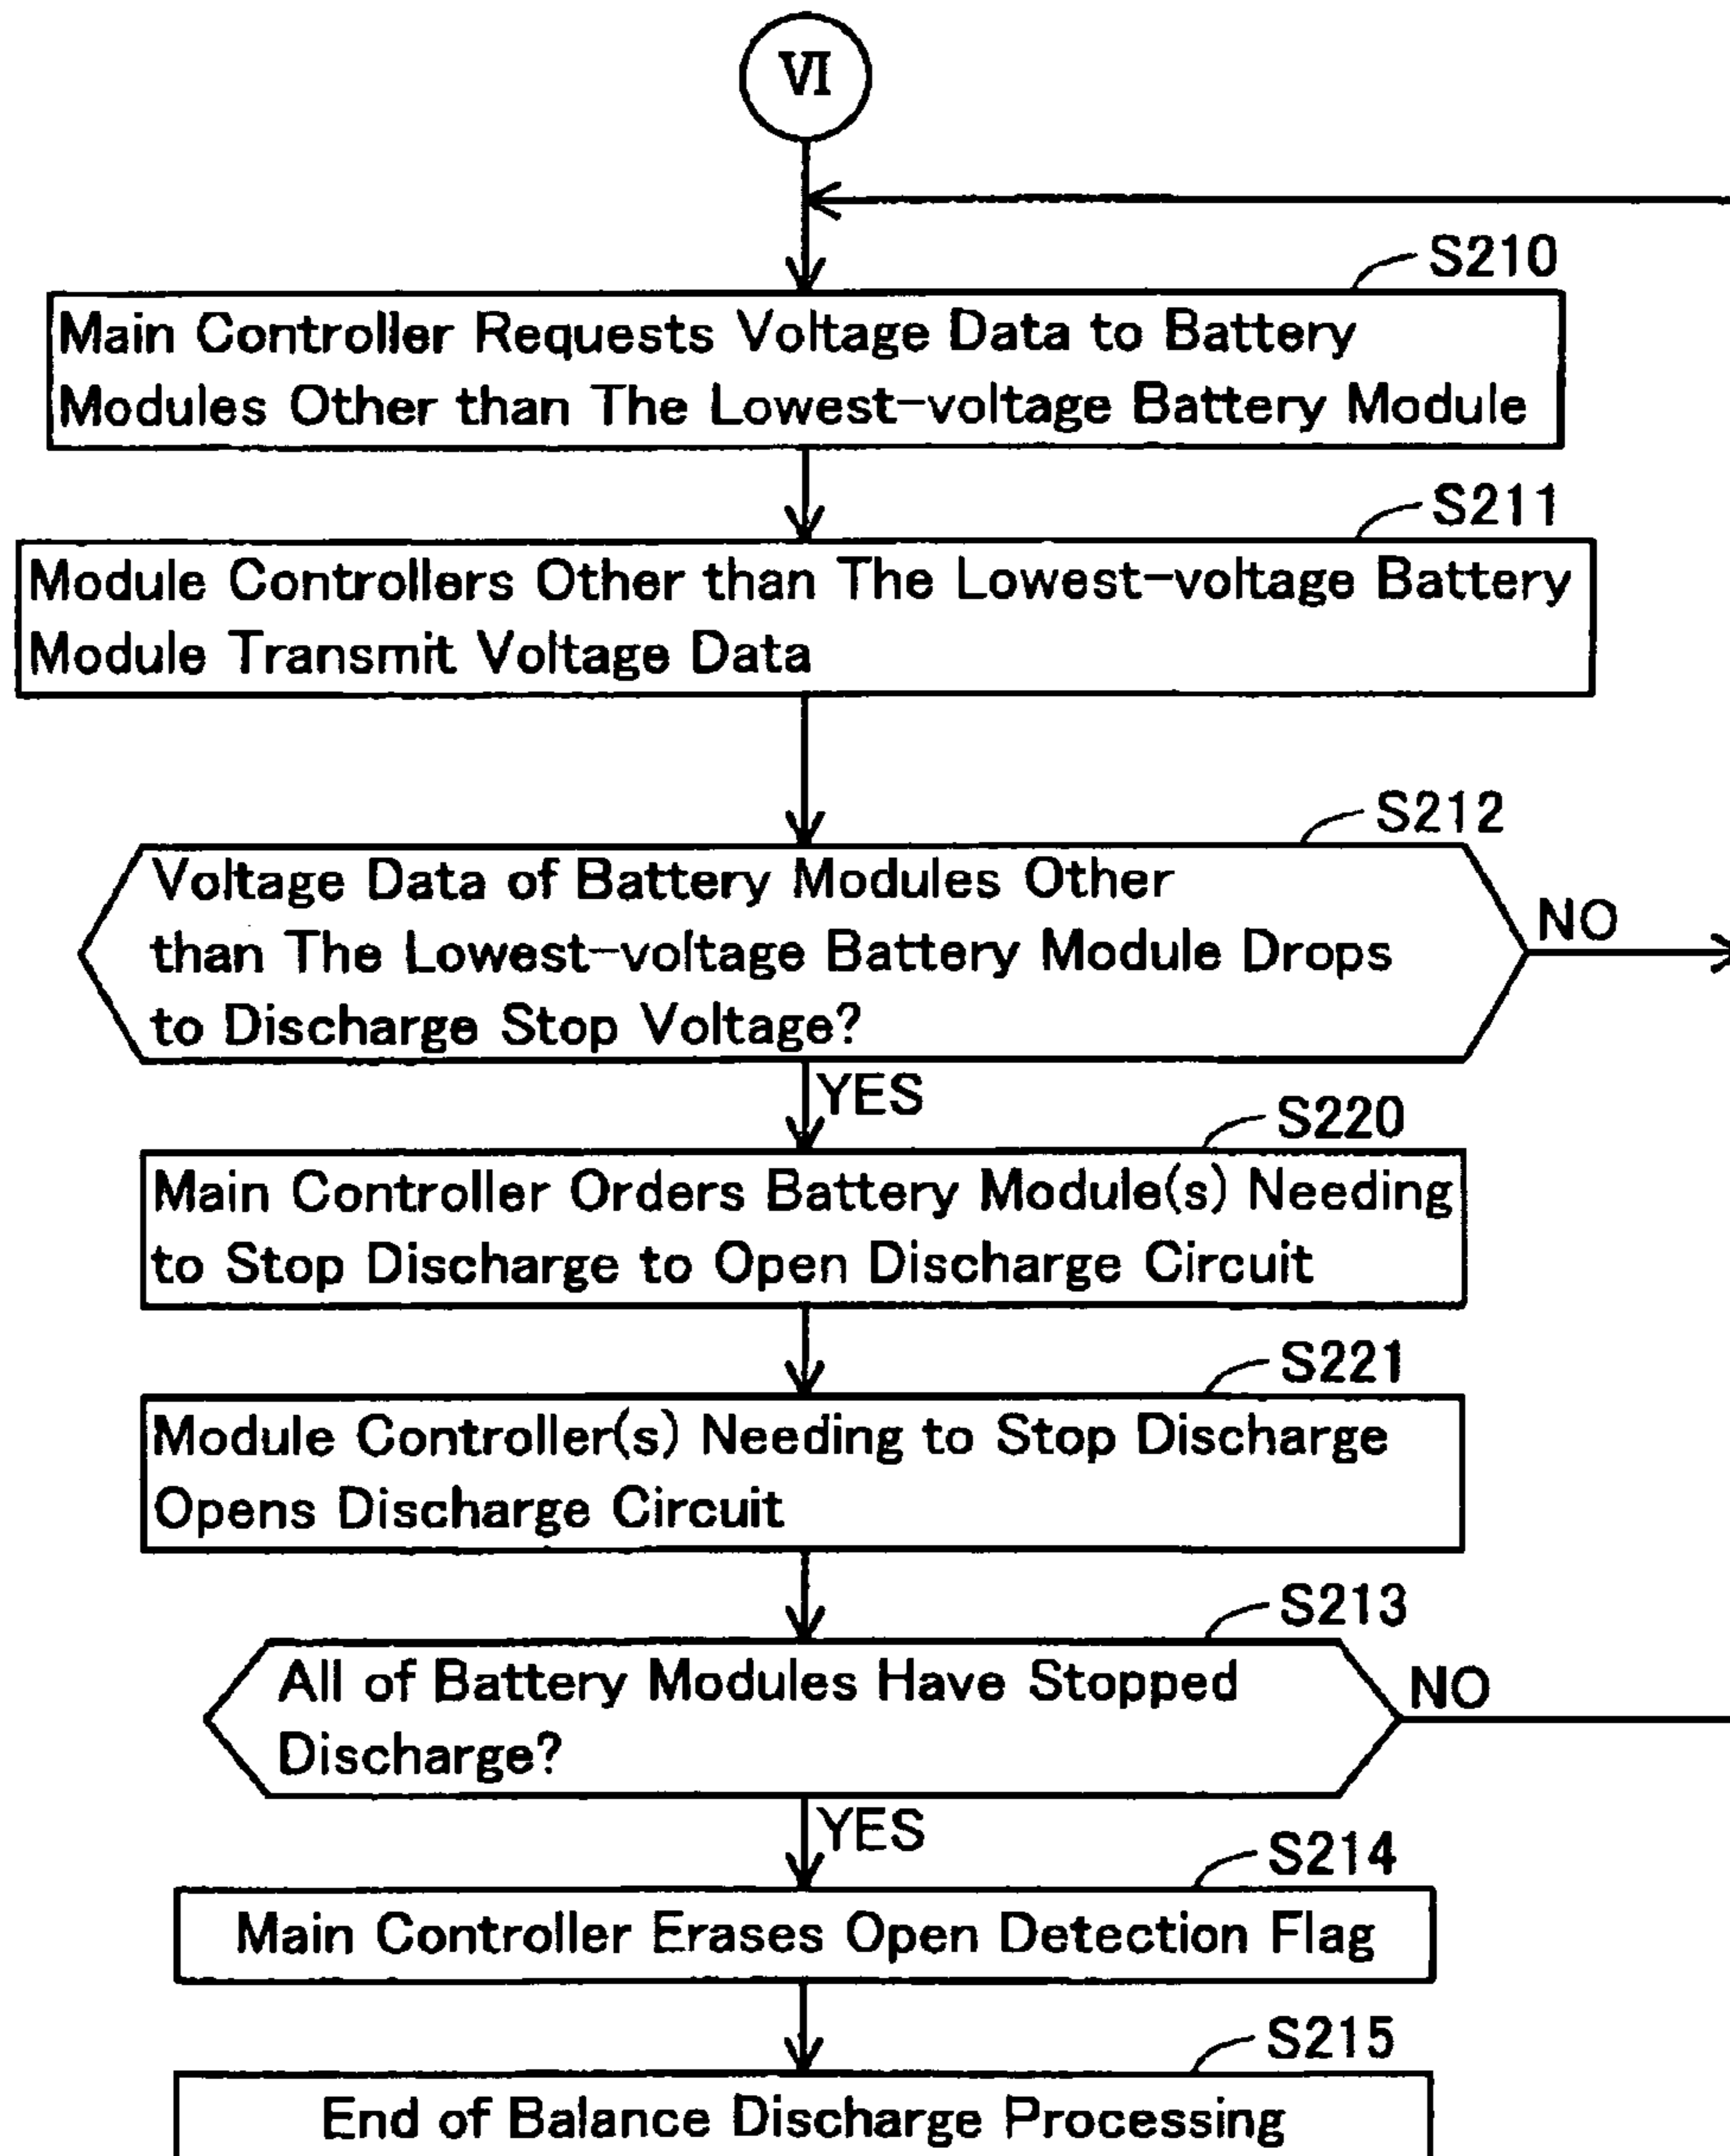 VI
S210
Main Controller Requests Voltage Data to Battery
Modules Other than The Lowest-voltage Battery Module
S211
Module Controllers Other than The Lowest-voltage Battery
Module Transmit Voltage Data
S212
Voltage Data of Battery Modules Other
than The Lowest-voltage Battery Module Drops
to Discharge Stop Voltage?
NO
YES
S220
Main Controller Orders Battery Module(s) Needing
to Stop Discharge to Open Discharge Circuit
S221
Module Controller(s) Needing to Stop Discharge
Opens Discharge Circuit
S213
All of Battery Modules Have Stopped
Discharge?
NO
YES
S214
Main Controller Erases Open Detection Flag
S215
End of Balance Discharge Processing